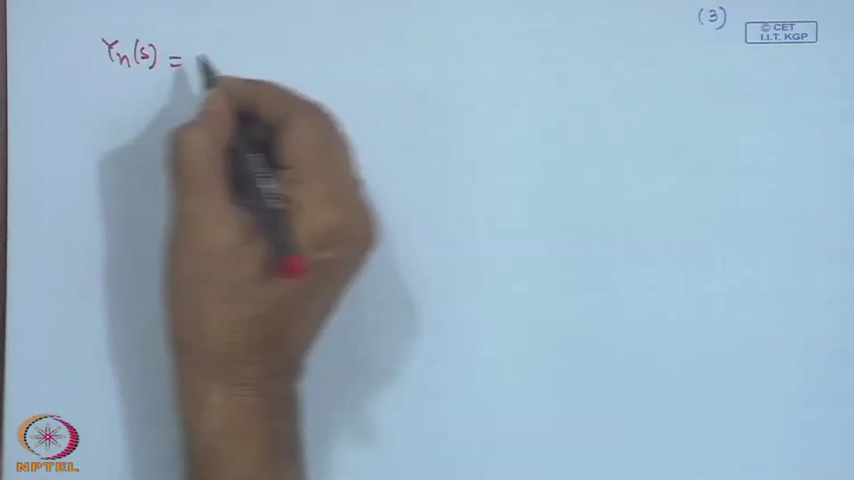 (3)
© CET
I.I.T. KGP
Yn(s) =
NPTEL